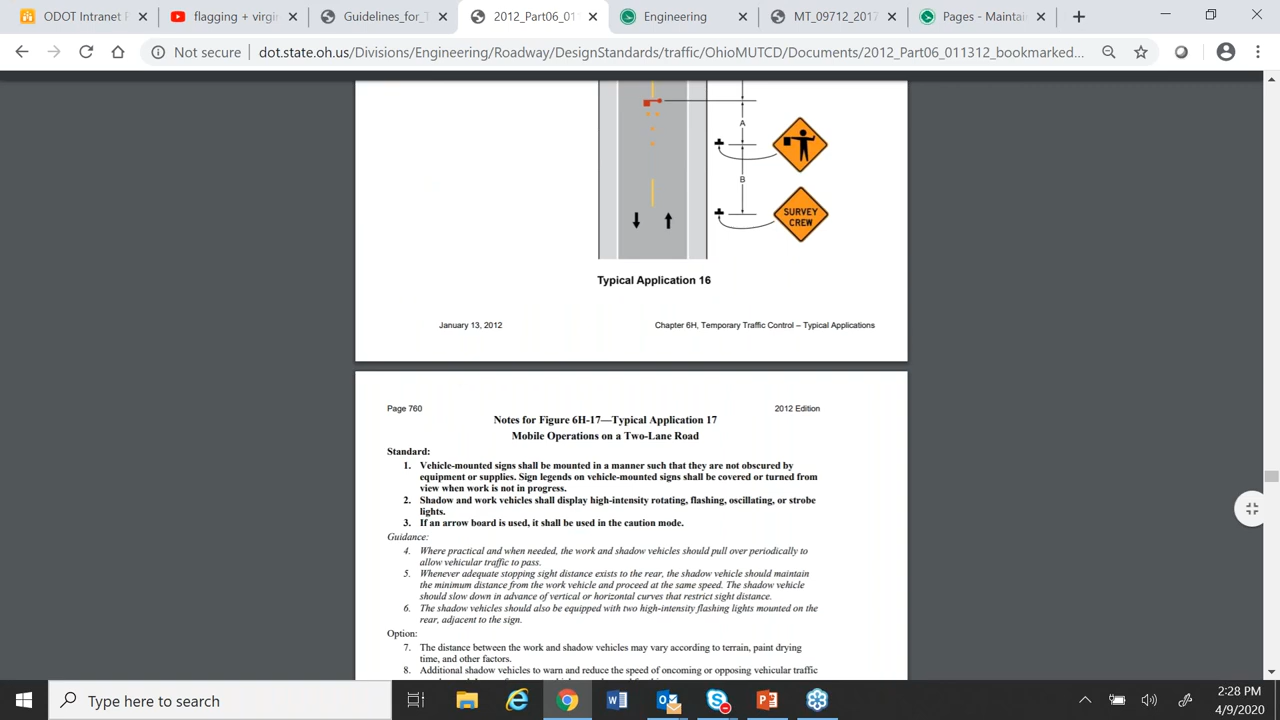 ODOT Intranet P
flagging + virgin
Guidelines_for_T
2012_Part06_011
Engineering
MT_09712_2017
Pages - Maintain
Not secure
dot.state.oh.us/Divisions/Engineering/Roadway/DesignStandards/traffic/OhioMUTCD/Documents/2012_Part06_011312_bookmarked...
A
B
SURVEY
CREW
Typical Application 16
January 13, 2012
Chapter 6H, Temporary Traffic Control – Typical Applications
Page 760
2012 Edition
Notes for Figure 6H-17—Typical Application 17
Mobile Operations on a Two-Lane Road
Standard:
1. Vehicle-mounted signs shall be mounted in a manner such that they are not obscured by
equipment or supplies. Sign legends on vehicle-mounted signs shall be covered or turned from
view when work is not in progress.
2. Shadow and work vehicles shall display high-intensity rotating, flashing, oscillating, or strobe
lights.
3. If an arrow board is used, it shall be used in the caution mode.
Guidance:
4. Where practical and when needed, the work and shadow vehicles should pull over periodically to
allow vehicular traffic to pass.
5. Whenever adequate stopping sight distance exists to the rear, the shadow vehicle should maintain
the minimum distance from the work vehicle and proceed at the same speed. The shadow vehicle
should slow down in advance of vertical or horizontal curves that restrict sight distance.
6. The shadow vehicles should also be equipped with two high-intensity flashing lights mounted on the
rear, adjacent to the sign.
Option:
7. The distance between the work and shadow vehicles may vary according to terrain, paint drying
time, and other factors.
8. Additional shadow vehicles to warn and reduce the speed of oncoming or opposing vehicular traffic
Type here to search
2:28 PM
4/9/2020